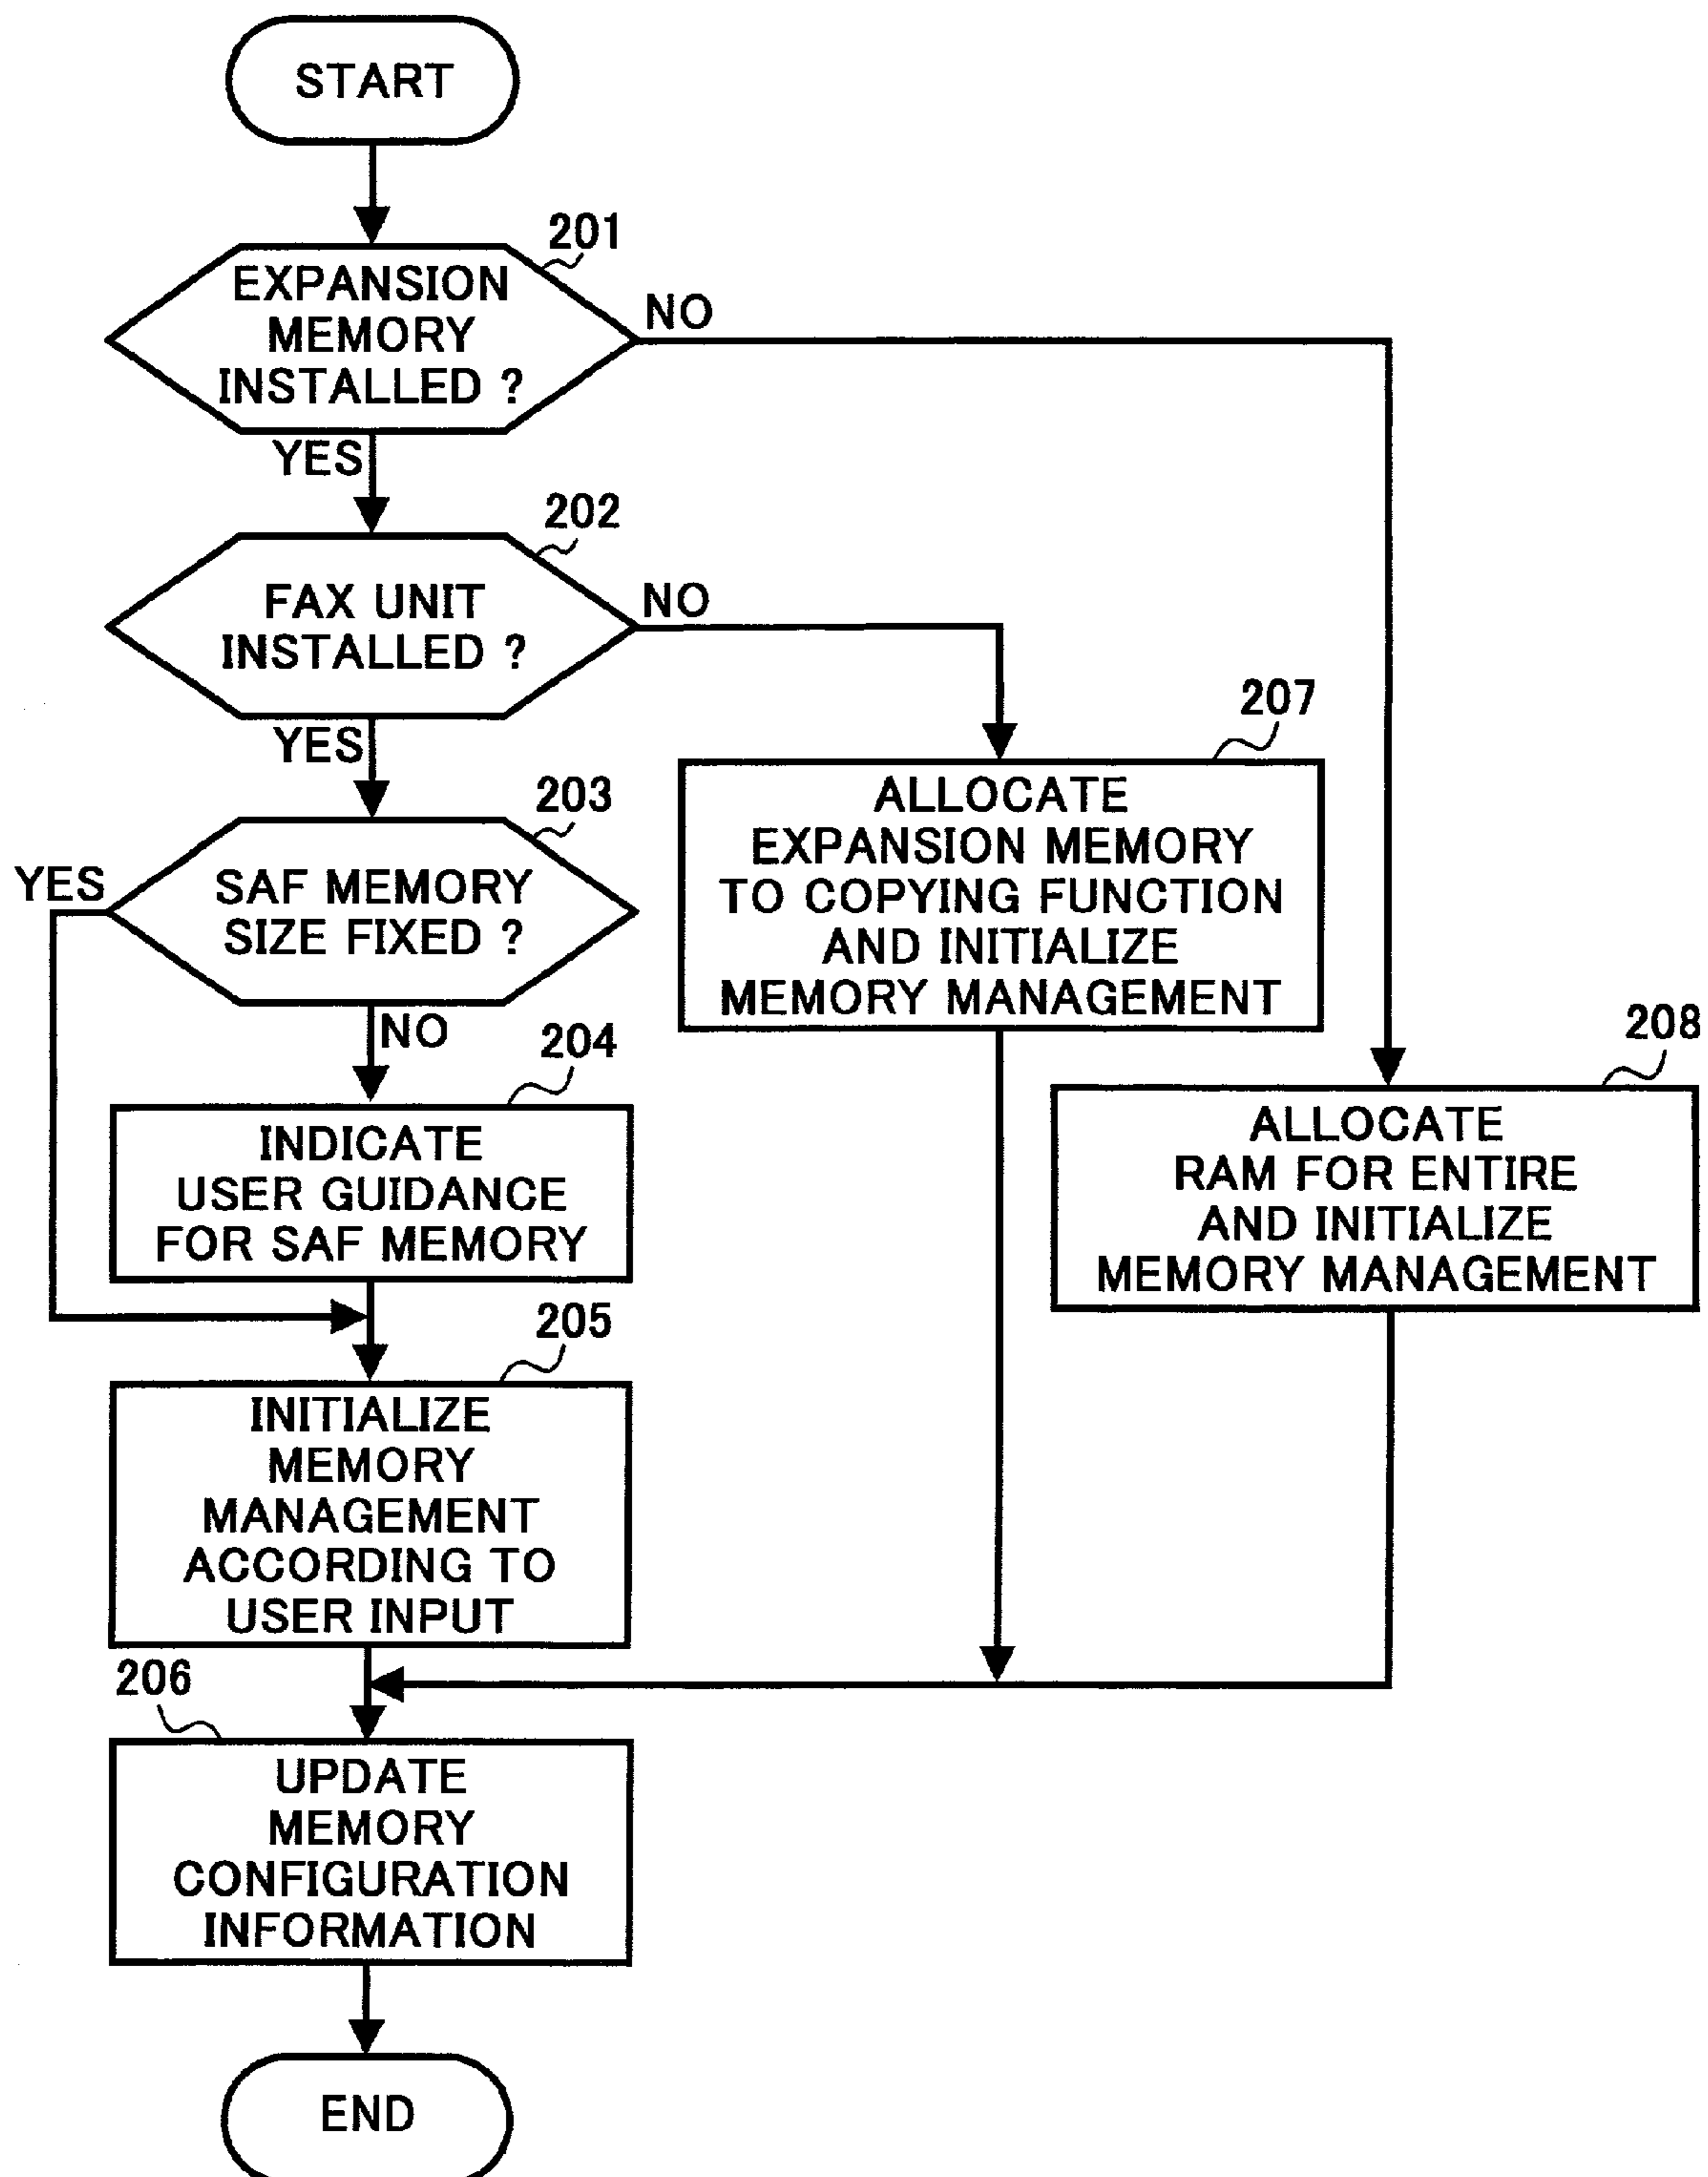 START
201
EXPANSION
MEMORY
INSTALLED ?
NO
YES
202
FAX UNIT
INSTALLED ?
NO
YES
203
SAF MEMORY
SIZE FIXED ?
YES
NO
207
ALLOCATE
EXPANSION MEMORY
TO COPYING FUNCTION
AND INITIALIZE
MEMORY MANAGEMENT
204
INDICATE
USER GUIDANCE
FOR SAF MEMORY
208
ALLOCATE
RAM FOR ENTIRE
AND INITIALIZE
MEMORY MANAGEMENT
205
INITIALIZE
MEMORY
MANAGEMENT
ACCORDING TO
USER INPUT
206
UPDATE
MEMORY
CONFIGURATION
INFORMATION
END